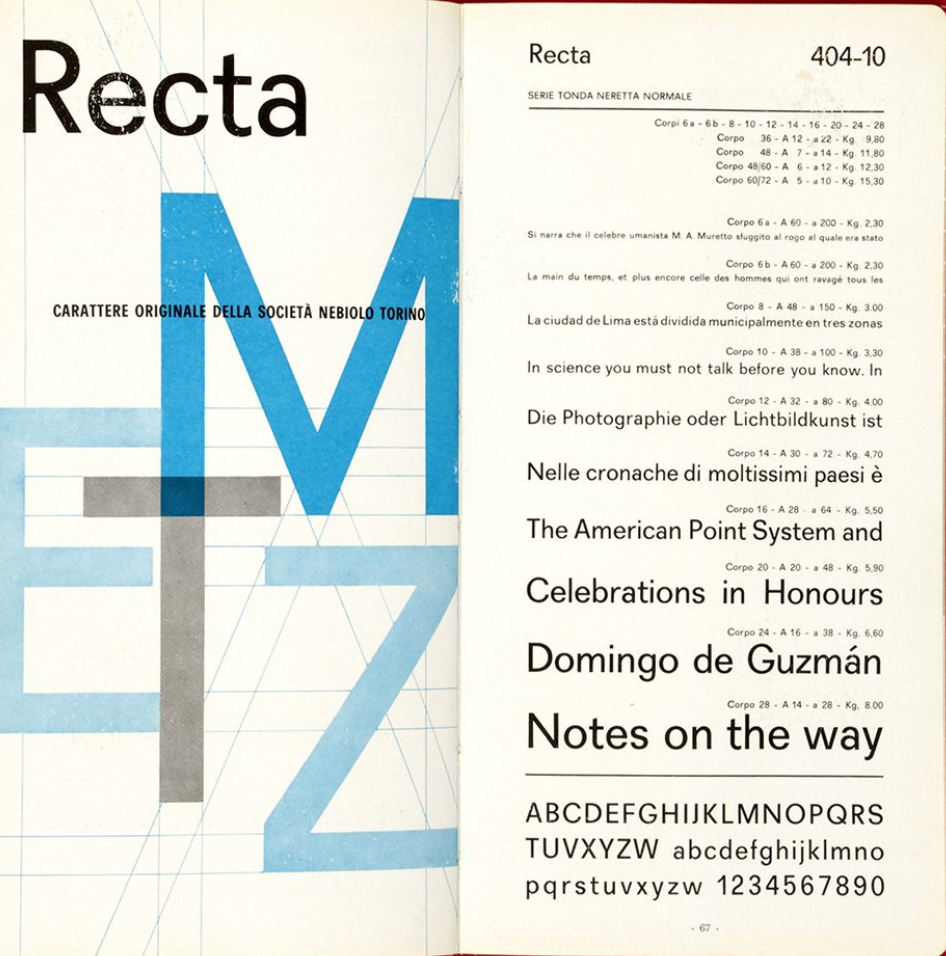 Recta
CARATTERE ORIGINALE DELLA SOCIETÀ NEBIOLO TORINO
M
E
T
Z
Recta 404-10
SERIE TONDA NERETTA NORMALE
Corpi 6a - 6b - 8 - 10 - 12 - 14 - 16 - 20 - 24 - 28
Corpo 36 - A 12 - a 22 - Kg. 9,80
Corpo 48 - A 7 - a 14 - Kg. 11,80
Corpo 48/60 - A 6 - a 12 - Kg. 12,30
Corpo 60/72 - A 5 - a 10 - Kg. 15,30
Corpo 6a - A 60 - a 200 - Kg. 2,30
Si narra che il celebre umanista M. A. Muretto sfuggito al rogo al quale era stato
Corpo 6b - A 60 - a 200 - Kg. 2,30
La main du temps, et plus encore celle des hommes qui ont ravagé tous les
Corpo 8 - A 48 - a 150 - Kg. 3.00
La ciudad de Lima está dividida municipalmente en tres zonas
Corpo 10 - A 38 - a 100 - Kg. 3,30
In science you must not talk before you know. In
Corpo 12 - A 32 - a 80 - Kg. 4.00
Die Photographie oder Lichtbildkunst ist
Corpo 14 - A 30 - a 72 - Kg. 4,70
Nelle cronache di moltissimi paesi è
Corpo 16 - A 28 - a 64 - Kg. 5,50
The American Point System and
Corpo 20 - A 20 - a 48 - Kg. 5,90
Celebrations in Honours
Corpo 24 - A 16 - a 38 - Kg. 6,60
Domingo de Guzmán
Corpo 28 - A 14 - a 28 - Kg. 8.00
Notes on the way
ABCDEFGHIJKLMNOPQRS
TUVXYZW abcdefghijklmno
pqrstuvxyzw 1234567890
- 67 -